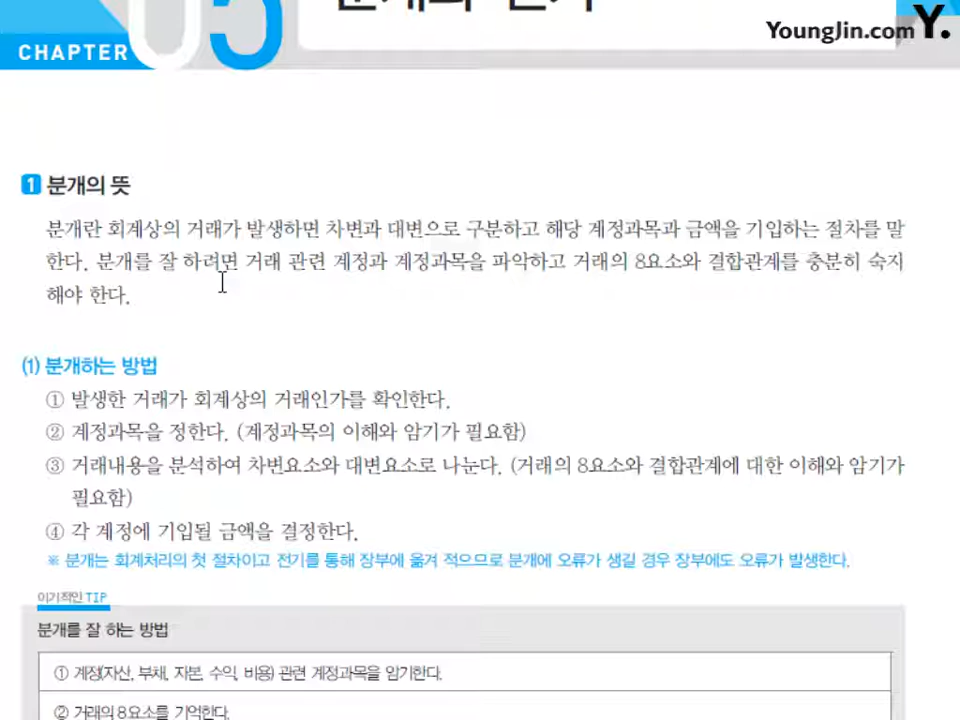 CHAPTER 05
YoungJin.com Y.
1 분개의 뜻
분개란 회계상의 거래가 발생하면 차변과 대변으로 구분하고 해당 계정과목과 금액을 기입하는 절차를 말
한다. 분개를 잘 하려면 거래 관련 계정과 계정과목을 파악하고 거래의 8요소와 결합관계를 충분히 숙지
해야 한다.
(1) 분개하는 방법
① 발생한 거래가 회계상의 거래인가를 확인한다.
② 계정과목을 정한다. (계정과목의 이해와 암기가 필요함)
③ 거래내용을 분석하여 차변요소와 대변요소로 나눈다. (거래의 8요소와 결합관계에 대한 이해와 암기가
필요함)
④ 각 계정에 기입될 금액을 결정한다.
※ 분개는 회계처리의 첫 절차이고 전기를 통해 장부에 옮겨 적으므로 분개에 오류가 생길 경우 장부에도 오류가 발생한다.
이기적인 TIP
분개를 잘 하는 방법
① 계정(자산, 부채, 자본, 수익, 비용) 관련 계정과목을 암기한다.
② 거래의 8요소를 기억한다.